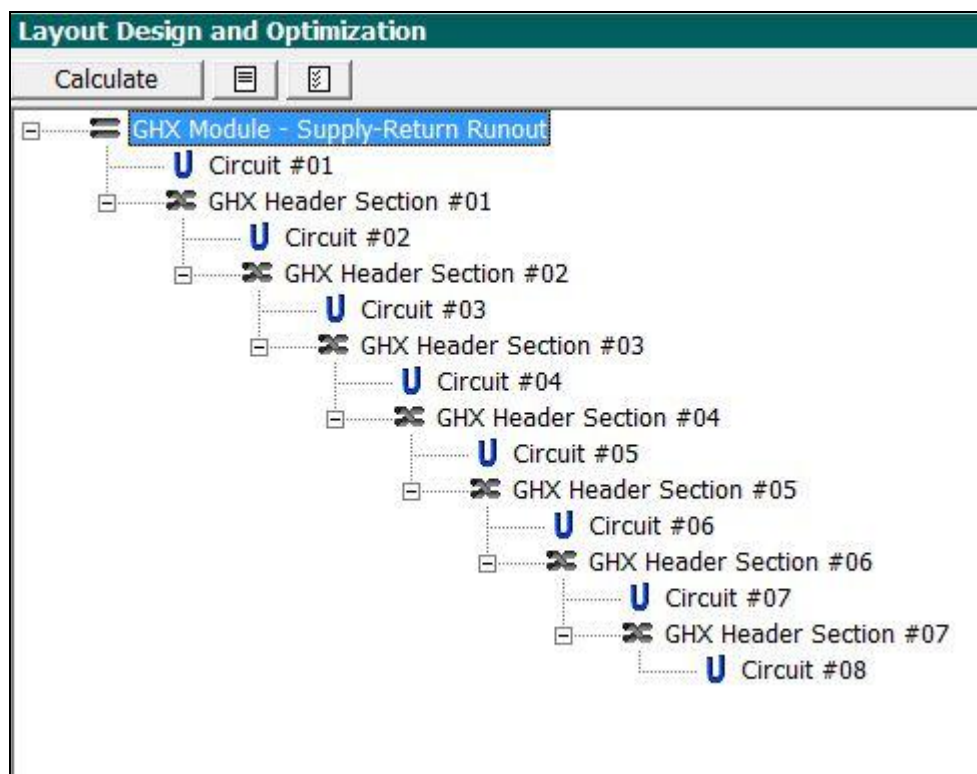 Layout Design and Optimization
Calculate
GHX Module - Supply-Return Runout
Circuit #01
GHX Header Section #01
Circuit #02
GHX Header Section #02
Circuit #03
GHX Header Section #03
Circuit #04
GHX Header Section #04
Circuit #05
GHX Header Section #05
Circuit #06
GHX Header Section #06
Circuit #07
GHX Header Section #07
Circuit #08